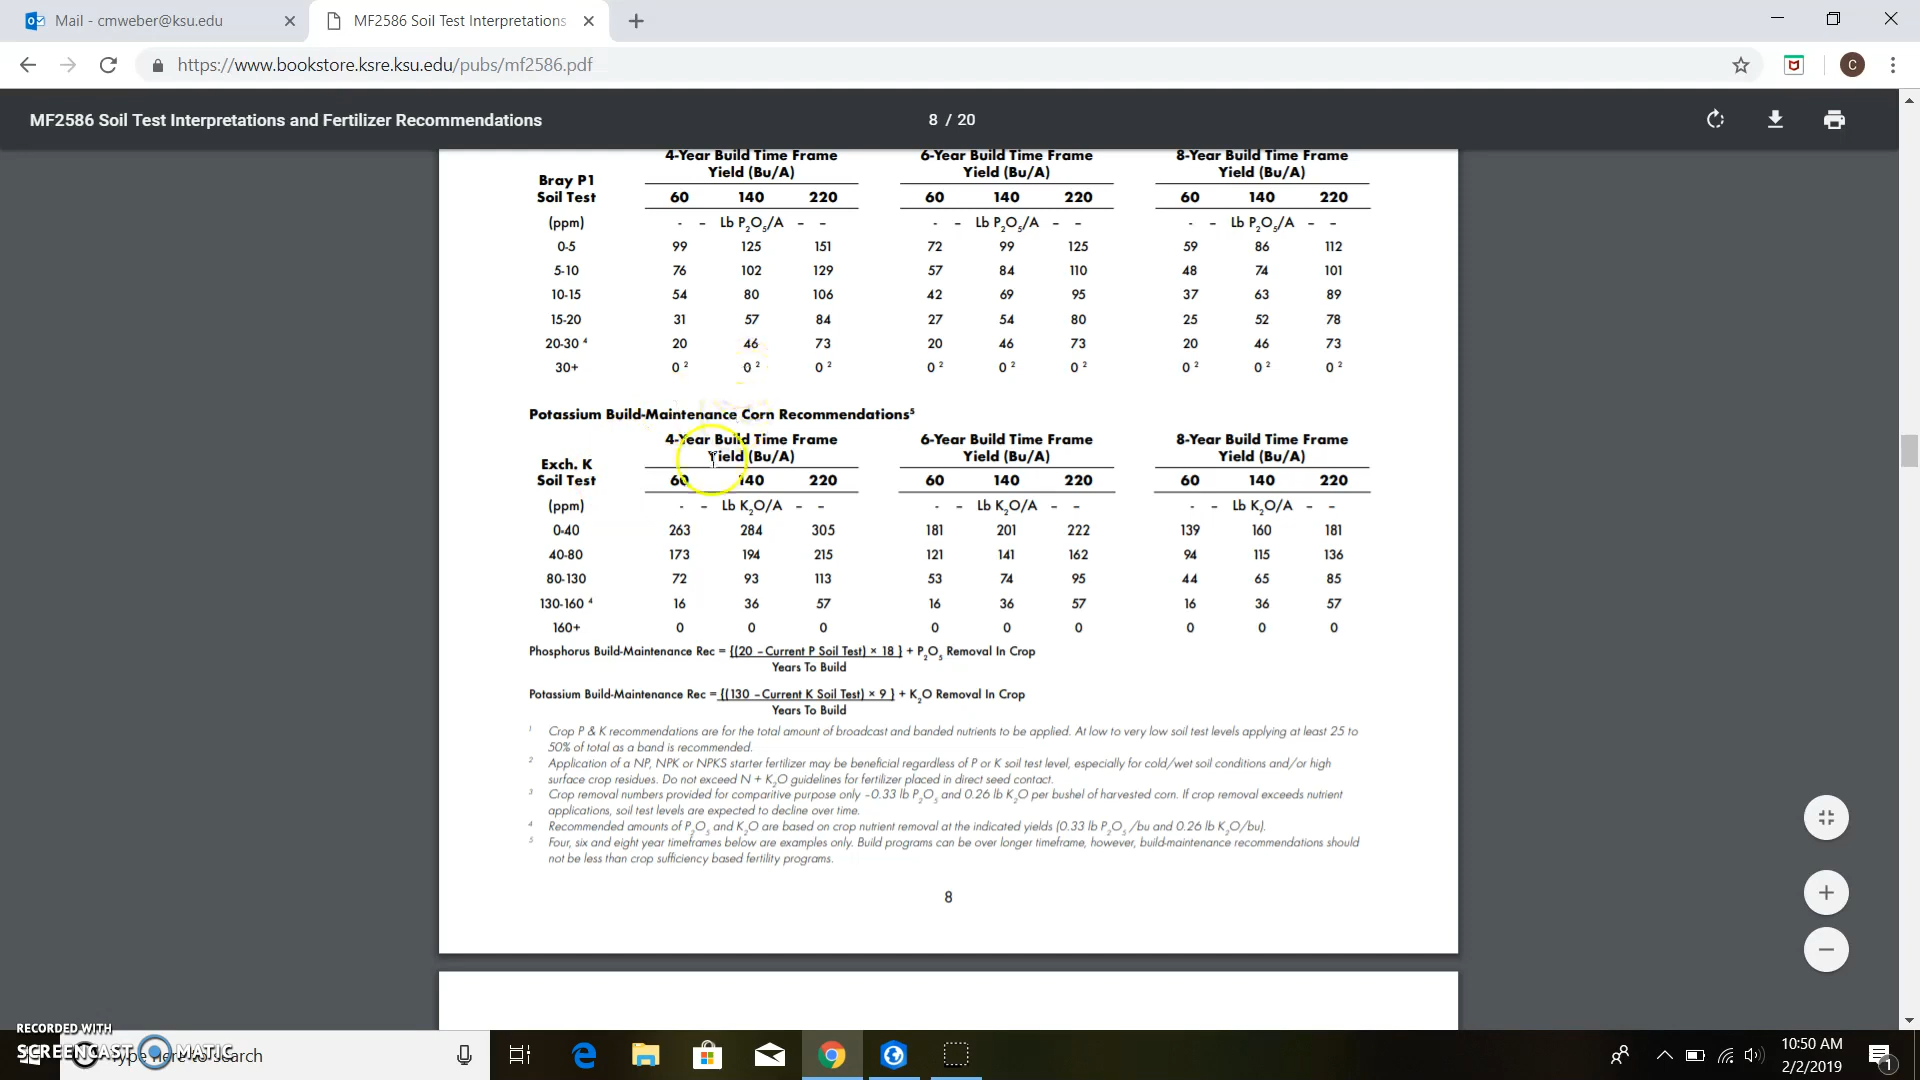 Mail - cmweber@ksu.edu
MF2586 Soil Test Interpretations
https://www.bookstore.ksre.ksu.edu/pubs/mf2586.pdf
C
MF2586 Soil Test Interpretations and Fertilizer Recommendations
8 / 20
4-Year Build Time Frame 6-Year Build Time Frame 8-Year Build Time Frame
Bray P1 Yield (Bu/A) Yield (Bu/A) Yield (Bu/A)
Soil Test 60 140 220 60 140 220 60 140 220
(ppm) - – Lb P₂O₅/A – – - – Lb P₂O₅/A – – - – Lb P₂O₅/A – –
0-5 99 125 151 72 99 125 59 86 112
5-10 76 102 129 57 84 110 48 74 101
10-15 54 80 106 42 69 95 37 63 89
15-20 31 57 84 27 54 80 25 52 78
20-30 ⁴ 20 46 73 20 46 73 20 46 73
30+ 0 ² 0 ² 0 ² 0 ² 0 ² 0 ² 0 ² 0 ² 0 ²
Potassium Build-Maintenance Corn Recommendations⁵
4-Year Build Time Frame 6-Year Build Time Frame 8-Year Build Time Frame
Exch. K Yield (Bu/A) Yield (Bu/A) Yield (Bu/A)
Soil Test 60 140 220 60 140 220 60 140 220
(ppm) - – Lb K₂O/A – – - – Lb K₂O/A – – - – Lb K₂O/A – –
0-40 263 284 305 181 201 222 139 160 181
40-80 173 194 215 121 141 162 94 115 136
80-130 72 93 113 53 74 95 44 65 85
130-160 ⁴ 16 36 57 16 36 57 16 36 57
160+ 0 0 0 0 0 0 0 0 0
Phosphorus Build-Maintenance Rec = {(20 – Current P Soil Test) × 18 } + P₂O₅ Removal In Crop
Years To Build
Potassium Build-Maintenance Rec = {(130 – Current K Soil Test) × 9 } + K₂O Removal In Crop
Years To Build
¹ Crop P & K recommendations are for the total amount of broadcast and banded nutrients to be applied. At low to very low soil test levels applying at least 25 to
50% of total as a band is recommended.
² Application of a NP, NPK or NPKS starter fertilizer may be beneficial regardless of P or K soil test level, especially for cold/wet soil conditions and/or high
surface crop residues. Do not exceed N + K₂O guidelines for fertilizer placed in direct seed contact.
³ Crop removal numbers provided for comparitive purpose only –0.33 lb P₂O₅ and 0.26 lb K₂O per bushel of harvested corn. If crop removal exceeds nutrient
applications, soil test levels are expected to decline over time.
⁴ Recommended amounts of P₂O₅ and K₂O are based on crop nutrient removal at the indicated yields (0.33 lb P₂O₅ /bu and 0.26 lb K₂O/bu).
⁵ Four, six and eight year timeframes below are examples only. Build programs can be over longer timeframe, however, build-maintenance recommendations should
not be less than crop sufficiency based fertility programs.
8
RECORDED WITH
SCREENCAST MATIC
Type here to search
10:50 AM
2/2/2019
1